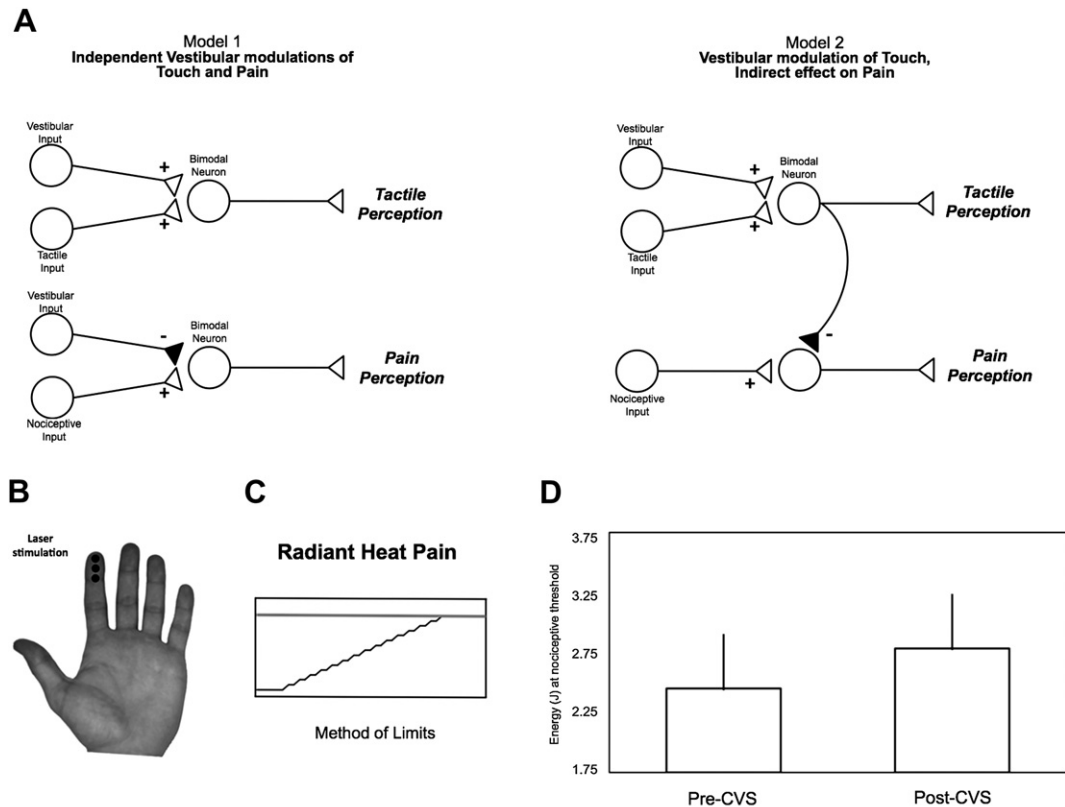 A
Model 1
Independent Vestibular modulations of
Touch and Pain
Vestibular
Input
+
Bimodal
Neuron
Tactile
Perception
+
Tactile
Input
Vestibular
Input
-
Bimodal
Neuron
Pain
Perception
+
Nociceptive
Input
Model 2
Vestibular modulation of Touch,
Indirect effect on Pain
Vestibular
Input
+
Bimodal
Neuron
Tactile
Perception
+
Tactile
Input
-
Pain
Perception
+
Nociceptive
Input
B
Laser
stimulation
C
Radiant Heat Pain
Method of Limits
D
Energy (J) at nociceptive threshold
3.75
3.25
2.75
2.25
1.75
Pre-CVS
Post-CVS